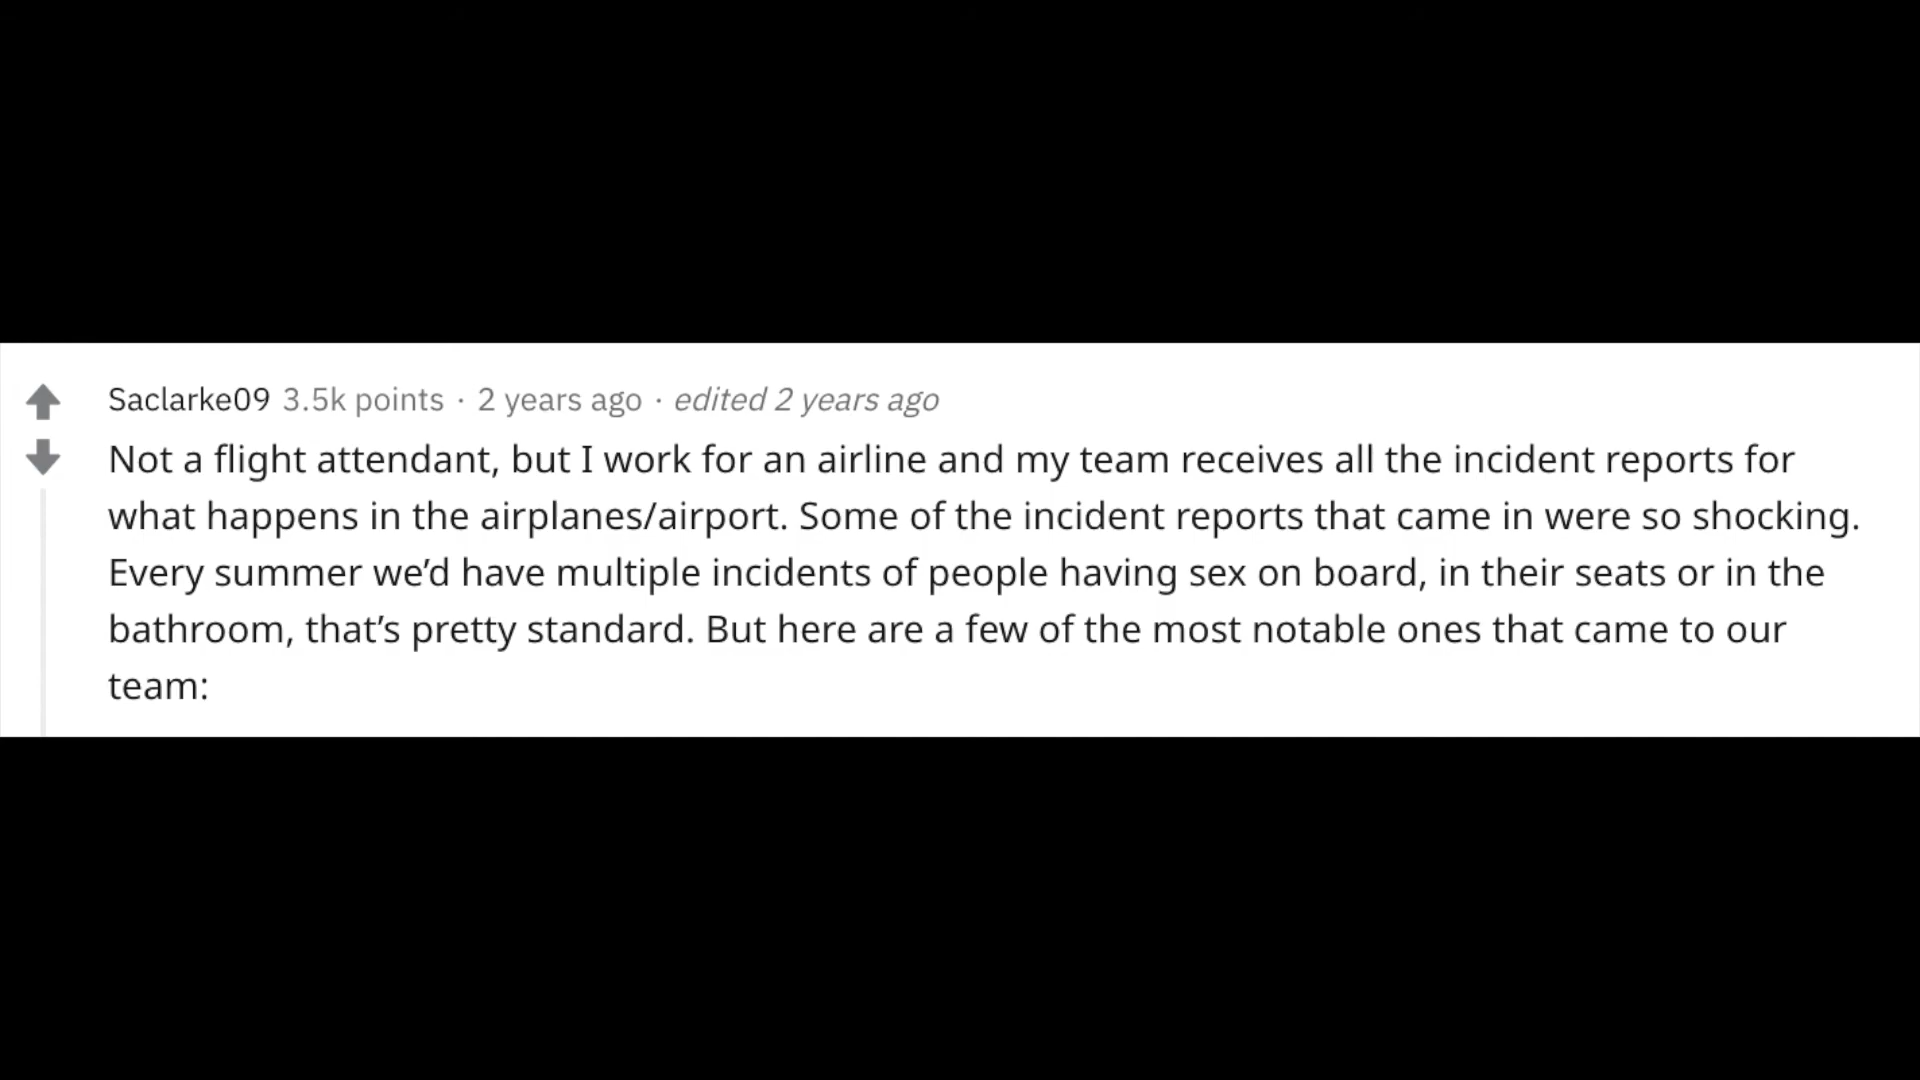 Saclarke09 3.5k points · 2 years ago · edited 2 years ago
Not a flight attendant, but I work for an airline and my team receives all the incident reports for
what happens in the airplanes/airport. Some of the incident reports that came in were so shocking.
Every summer we’d have multiple incidents of people having sex on board, in their seats or in the
bathroom, that’s pretty standard. But here are a few of the most notable ones that came to our
team: